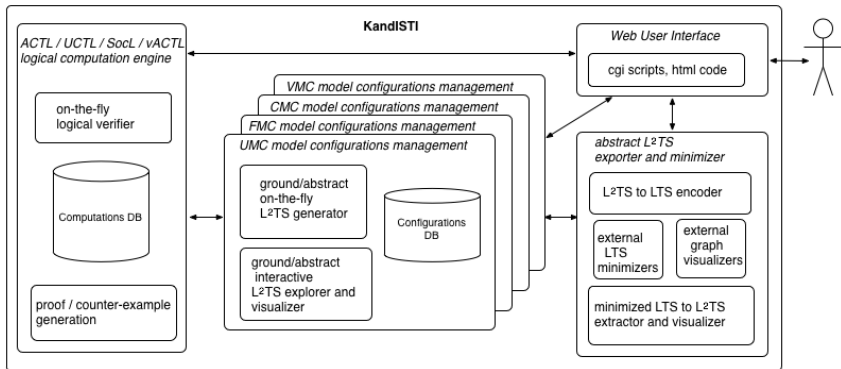 KandISTI
ACTL / UCTL / SocL / vACTL
logical computation engine
on-the-fly
logical verifier
Computations DB
proof / counter-example
generation
VMC model configurations management
CMC model configurations management
FMC model configurations management
UMC model configurations management
ground/abstract
on-the-fly
L²TS generator
ground/abstract
interactive
L²TS explorer and
visualizer
Configurations
DB
Web User Interface
cgi scripts, html code
abstract L²TS
exporter and minimizer
L²TS to LTS encoder
external
LTS
minimizers
external
graph
visualizers
minimized LTS to L²TS
extractor and visualizer